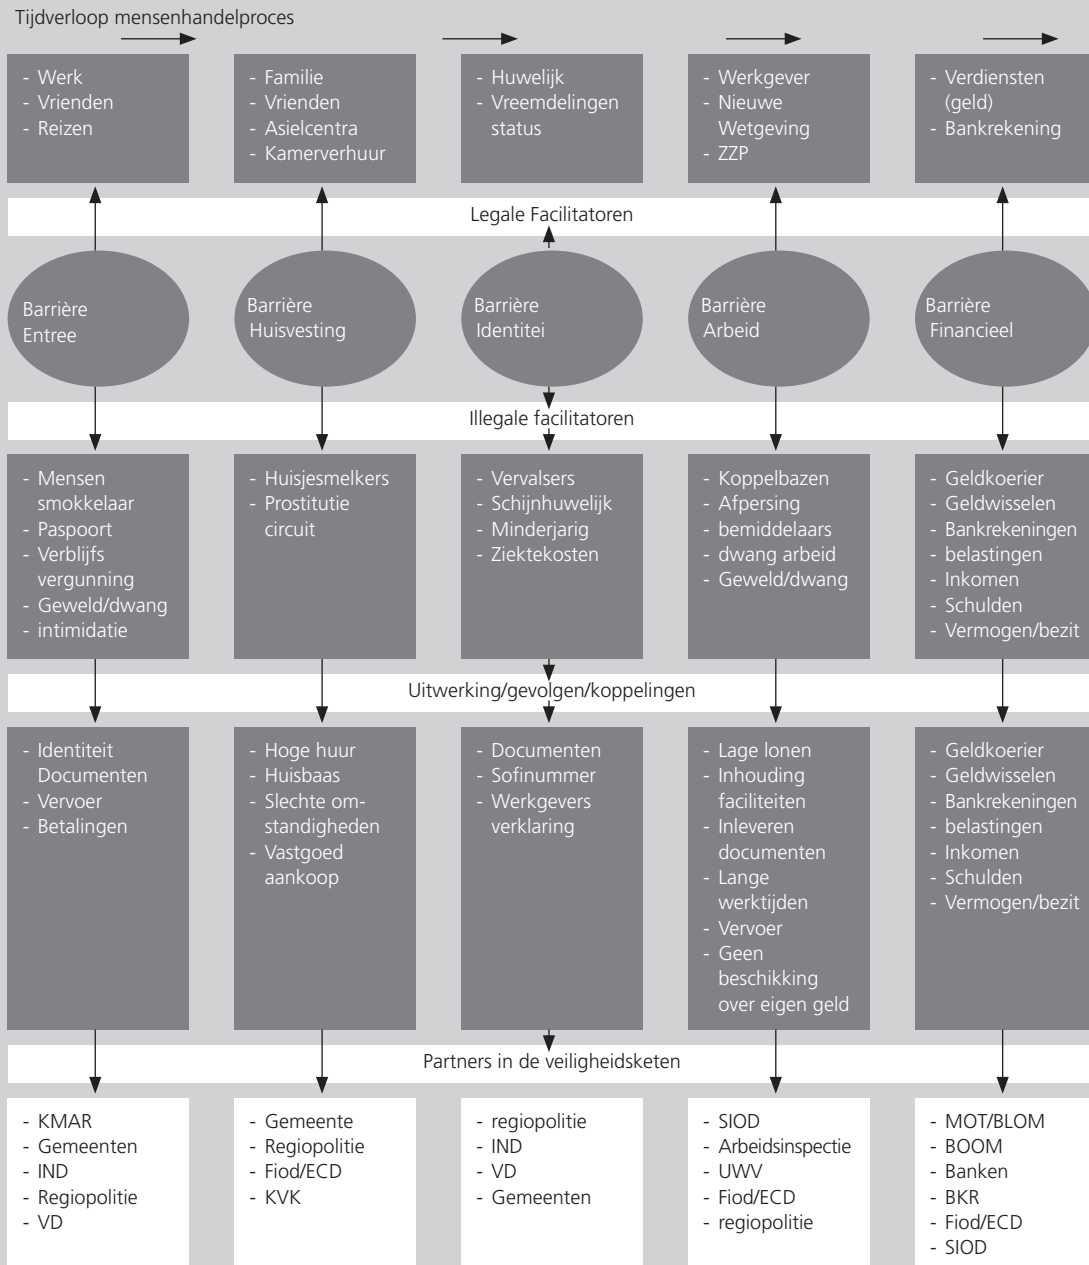 Tijdverloop mensenhandelproces
- Werk
- Vrienden
- Reizen
- Familie
- Vrienden
- Asielcentra
- Kamerverhuur
- Huwelijk
- Vreemdelingen
status
- Werkgever
- Nieuwe
Wetgeving
- ZZP
- Verdiensten
(geld)
- Bankrekening
Legale Facilitatoren
Barrière
Entree
Barrière
Huisvesting
Barrière
Identitei
Barrière
Arbeid
Barrière
Financieel
Illegale facilitatoren
- Mensen
smokkelaar
- Paspoort
- Verblijfs
vergunning
- Geweld/dwang
- intimidatie
- Huisjesmelkers
- Prostitutie
circuit
- Vervalsers
- Schijnhuwelijk
- Minderjarig
- Ziektekosten
- Koppelbazen
- Afpersing
- bemiddelaars
- dwang arbeid
- Geweld/dwang
- Geldkoerier
- Geldwisselen
- Bankrekeningen
- belastingen
- Inkomen
- Schulden
- Vermogen/bezit
Uitwerking/gevolgen/koppelingen
- Identiteit
Documenten
- Vervoer
- Betalingen
- Hoge huur
- Huisbaas
- Slechte om-
standigheden
- Vastgoed
aankoop
- Documenten
- Sofinummer
- Werkgevers
verklaring
- Lage lonen
- Inhouding
faciliteiten
- Inleveren
documenten
- Lange
werktijden
- Vervoer
- Geen
beschikking
over eigen geld
- Geldkoerier
- Geldwisselen
- Bankrekeningen
- belastingen
- Inkomen
- Schulden
- Vermogen/bezit
Partners in de veiligheidsketen
- KMAR
- Gemeenten
- IND
- Regiopolitie
- VD
- Gemeente
- Regiopolitie
- Fiod/ECD
- KVK
- regiopolitie
- IND
- VD
- Gemeenten
- SIOD
- Arbeidsinspectie
- UWV
- Fiod/ECD
- regiopolitie
- MOT/BLOM
- BOOM
- Banken
- BKR
- Fiod/ECD
- SIOD